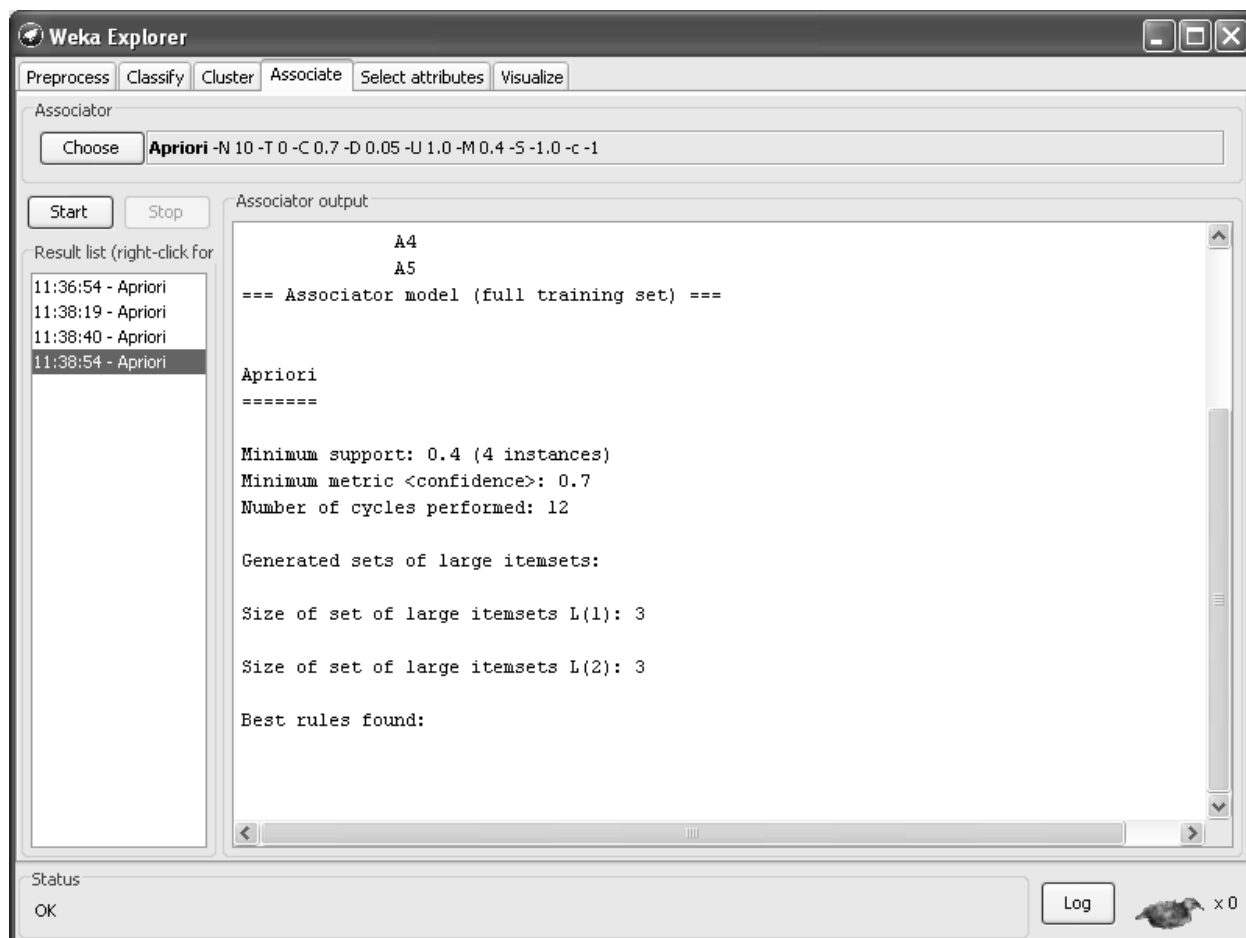 Weka Explorer
Preprocess Classify Cluster Associate Select attributes Visualize
Associator
Choose Apriori -N 10 -T 0 -C 0.7 -D 0.05 -U 1.0 -M 0.4 -S -1.0 -c -1
Start Stop
Result list (right-click for
11:36:54 - Apriori
11:38:19 - Apriori
11:38:40 - Apriori
11:38:54 - Apriori
Associator output
A4
A5
=== Associator model (full training set) ===
Apriori
=======
Minimum support: 0.4 (4 instances)
Minimum metric <confidence>: 0.7
Number of cycles performed: 12
Generated sets of large itemsets:
Size of set of large itemsets L(1): 3
Size of set of large itemsets L(2): 3
Best rules found:
Status
OK
Log x 0